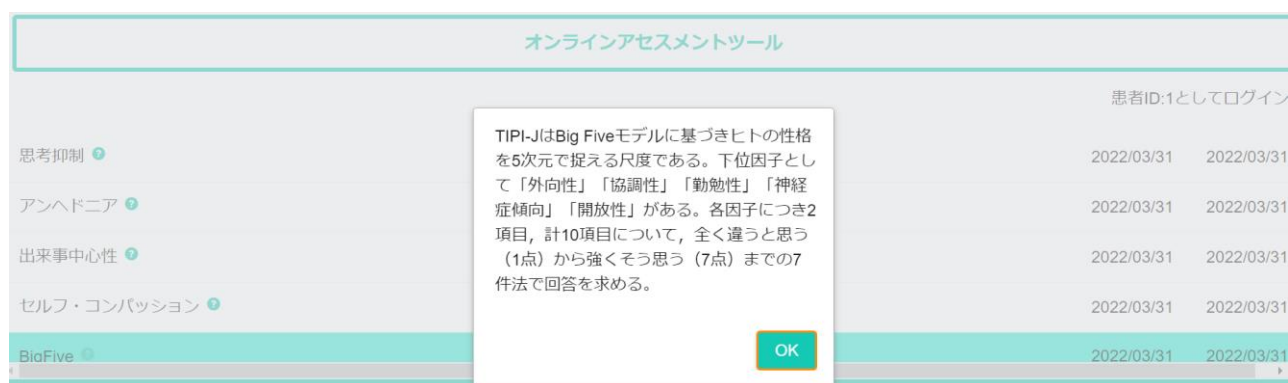 オンラインアセスメントツール
患者ID:1としてログイン
思考抑制
2022/03/31 2022/03/31
アンヘドニア
2022/03/31 2022/03/31
出来事中心性
2022/03/31 2022/03/31
セルフ・コンパッション
2022/03/31 2022/03/31
BigFive
2022/03/31 2022/03/31
TIPI-JはBig Fiveモデルに基づきヒトの性格
を5次元で捉える尺度である。下位因子とし
て「外向性」「協調性」「勤勉性」「神経
症傾向」「開放性」がある。各因子につき2
項目，計10項目について，全く違うと思う
（1点）から強くそう思う（7点）までの7
件法で回答を求める。
OK